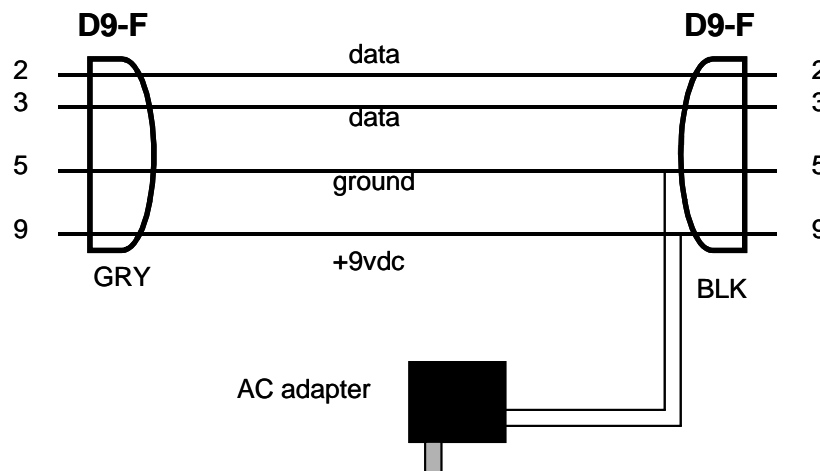 D9-F D9-F
data
2 2
3 3
data
5 5
ground
9 9
+9vdc
GRY
BLK
AC adapter